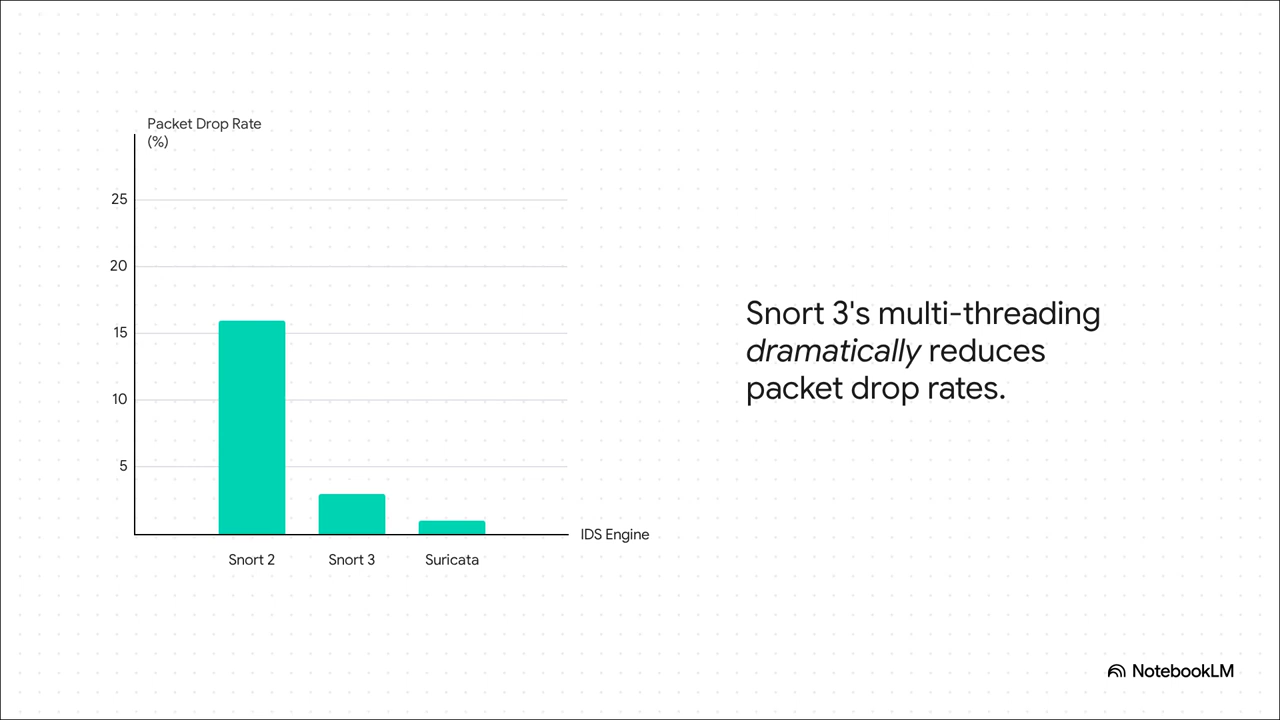 Packet Drop Rate
(%)
25
20
15
10
5
Snort 2 Snort 3 Suricata
IDS Engine
Snort 3's multi-threading
dramatically reduces
packet drop rates.
NotebookLM